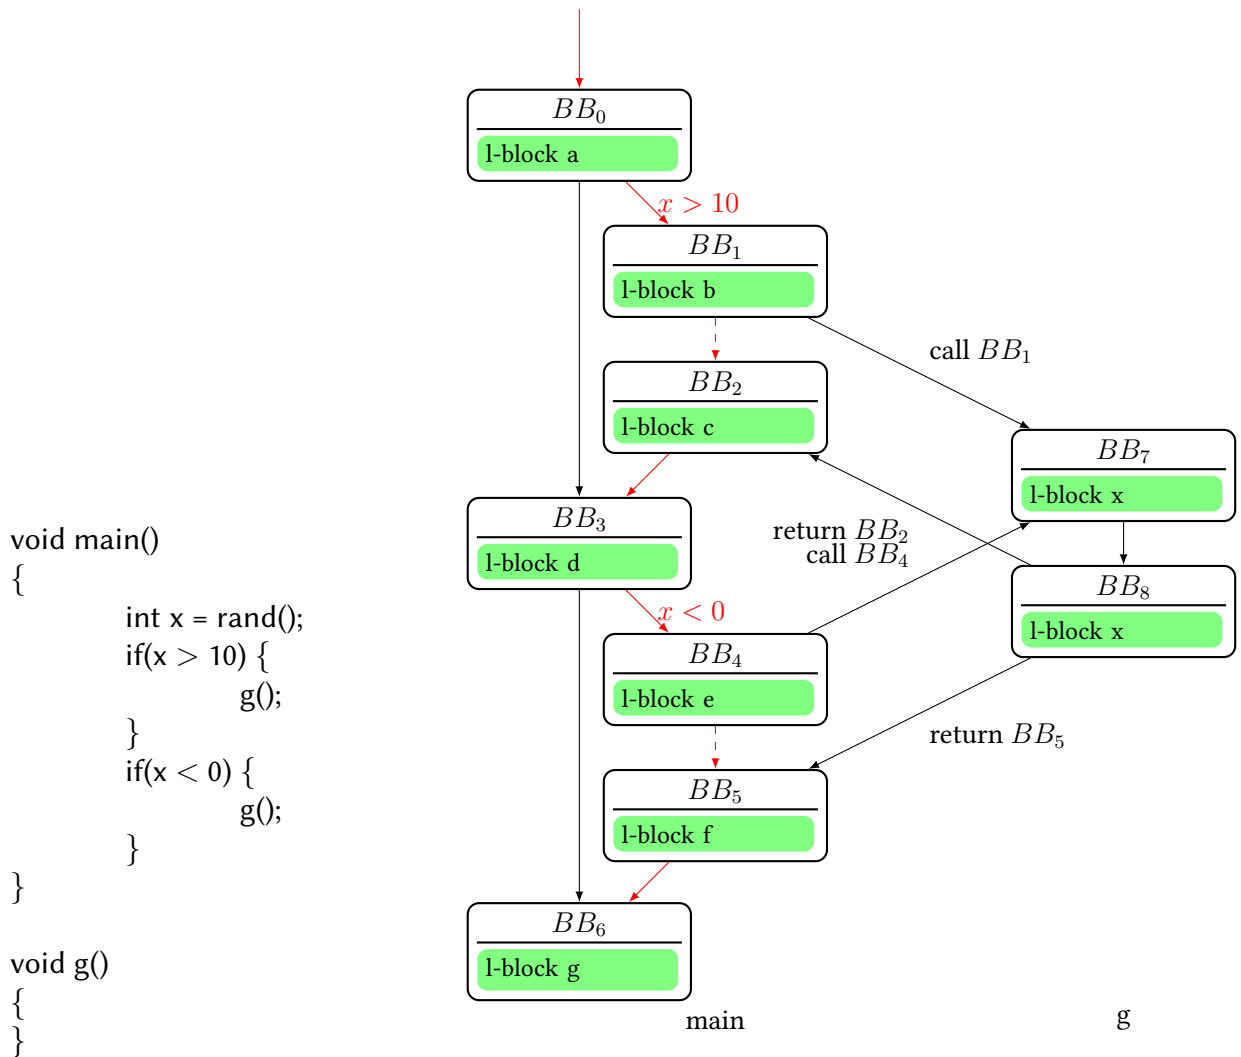 BB₀
l-block a
x > 10
BB₁
l-block b
call BB₁
BB₂
l-block c
BB₇
l-block x
BB₃
l-block d
return BB₂
call BB₄
BB₈
l-block x
x < 0
BB₄
l-block e
return BB₅
BB₅
l-block f
BB₆
l-block g
main
g
void main()
{
int x = rand();
if(x > 10) {
g();
}
if(x < 0) {
g();
}
}
void g()
{
}